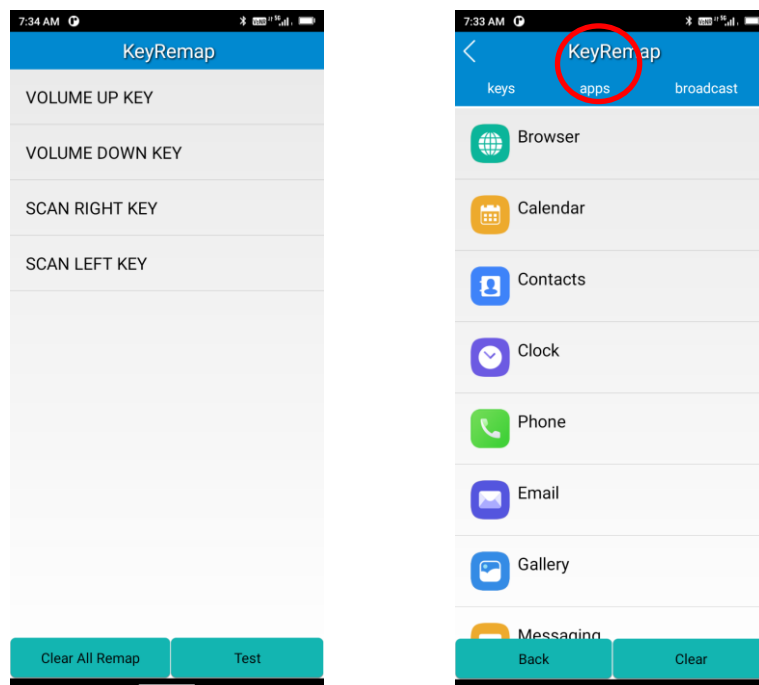 7:34 AM
KeyRemap
VOLUME UP KEY
VOLUME DOWN KEY
SCAN RIGHT KEY
SCAN LEFT KEY
Clear All Remap Test
7:33 AM
KeyRemap
keys apps broadcast
Browser
Calendar
Contacts
Clock
Phone
Email
Gallery
Messaging
Back Clear